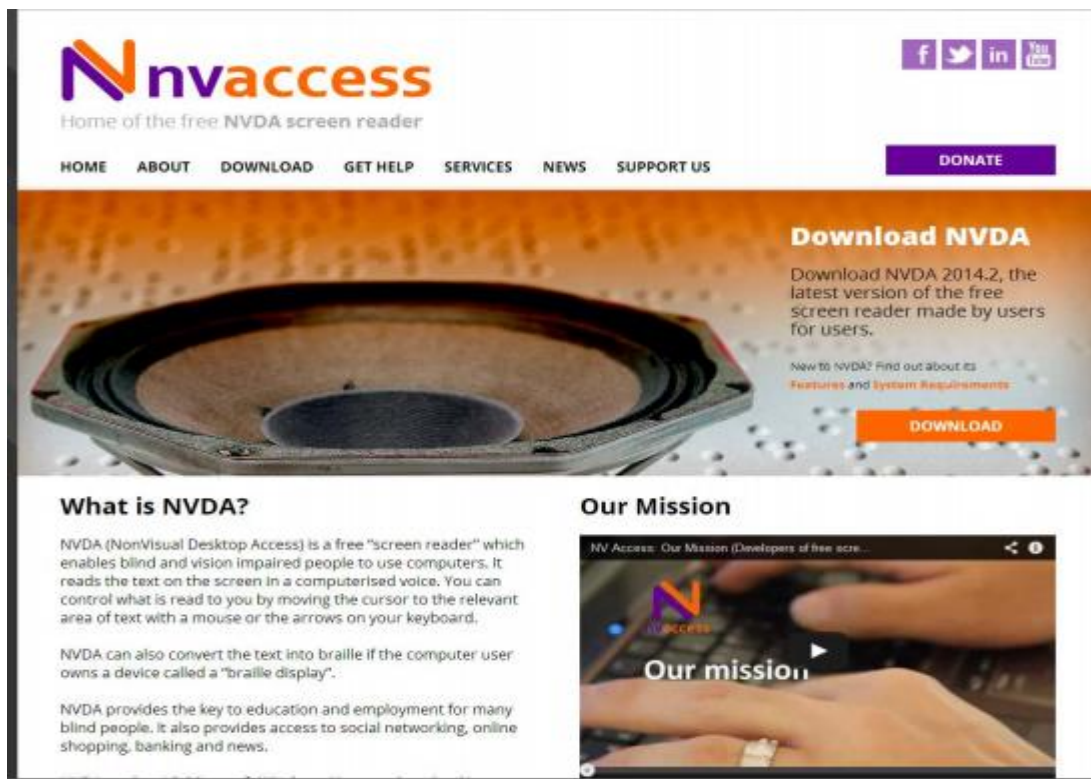 nvaccess
Home of the free NVDA screen reader
f in You Tube
HOME ABOUT DOWNLOAD GET HELP SERVICES NEWS SUPPORT US
DONATE
Download NVDA
Download NVDA 2014.2, the
latest version of the free
screen reader made by users
for users.
New to NVDA? Find out about its
Features and System Requirements
DOWNLOAD
What is NVDA?
NVDA (NonVisual Desktop Access) is a free "screen reader" which
enables blind and vision impaired people to use computers. It
reads the text on the screen in a computerised voice. You can
control what is read to you by moving the cursor to the relevant
area of text with a mouse or the arrows on your keyboard.
NVDA can also convert the text into braille if the computer user
owns a device called a "braille display".
NVDA provides the key to education and employment for many
blind people. It also provides access to social networking, online
shopping, banking and news.
Our Mission
NV Access: Our Mission (Developers of free scre...
nvaccess
Our mission